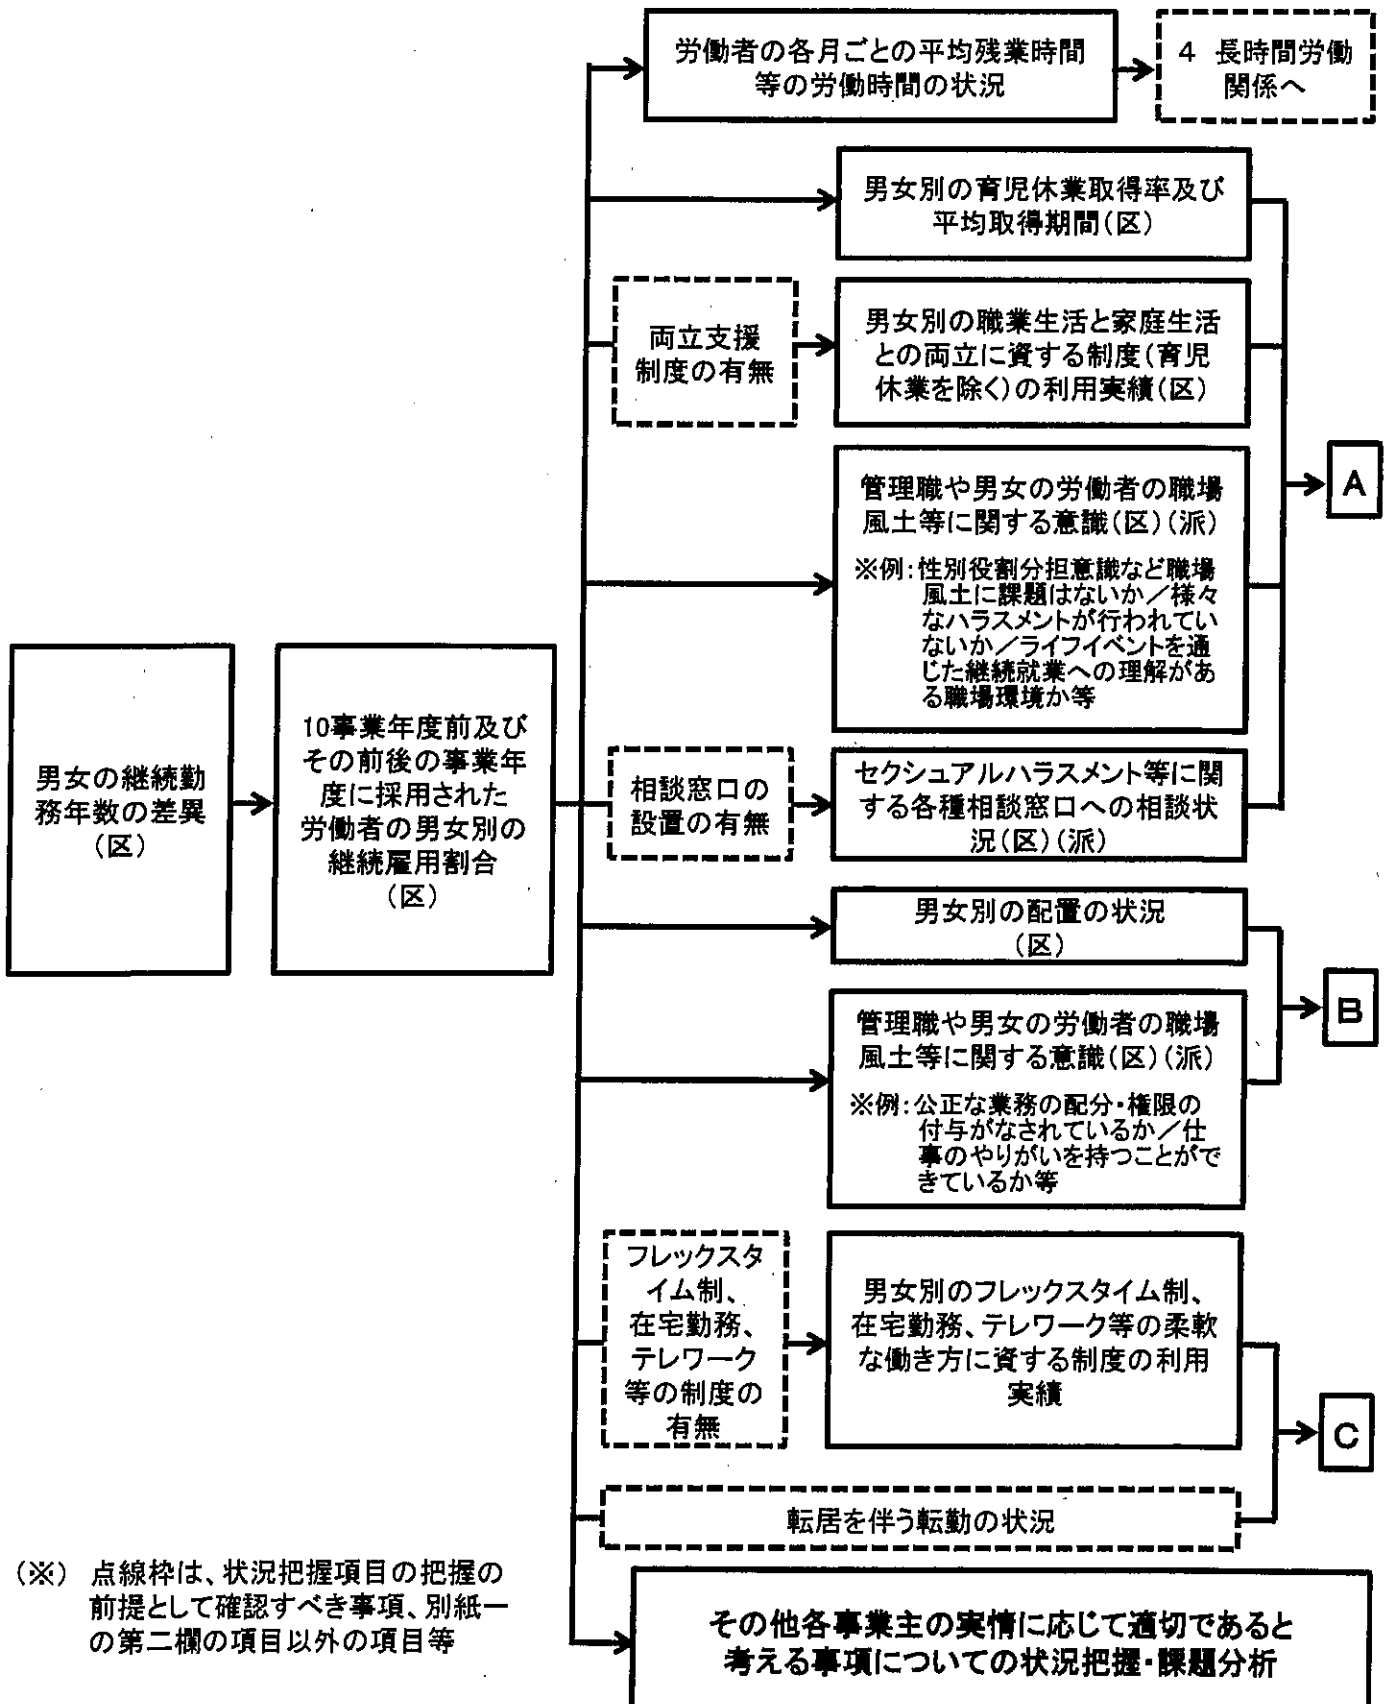 労働者の各月ごとの平均残業時間
等の労働時間の状況
4 長時間労働
関係へ
男女別の育児休業取得率及び
平均取得期間(区)
両立支援
制度の有無
男女別の職業生活と家庭生活
との両立に資する制度(育児
休業を除く)の利用実績(区)
管理職や男女の労働者の職場
風土等に関する意識(区)(派)
※例:性別役割分担意識など職場
風土に課題はないか/様々
なハラスメントが行われてい
ないか/ライフイベントを通
じた継続就業への理解があ
る職場環境か等
A
男女の継続勤
務年数の差異
(区)
10事業年度前及び
その前後の事業年
度に採用された
労働者の男女別の
継続雇用割合
(区)
相談窓口の
設置の有無
セクシュアルハラスメント等に関
する各種相談窓口への相談状
況(区)(派)
男女別の配置の状況
(区)
管理職や男女の労働者の職場
風土等に関する意識(区)(派)
※例:公正な業務の配分・権限の
付与がなされているか/仕
事のやりがいを持つことがで
きているか等
B
フレックスタ
イム制、
在宅勤務、
テレワーク
等の制度の
有無
男女別のフレックスタイム制、
在宅勤務、テレワーク等の柔軟
な働き方に資する制度の利用
実績
C
転居を伴う転勤の状況
(※) 点線枠は、状況把握項目の把握の
前提として確認すべき事項、別紙一
の第二欄の項目以外の項目等
その他各事業主の実情に応じて適切であると
考える事項についての状況把握・課題分析